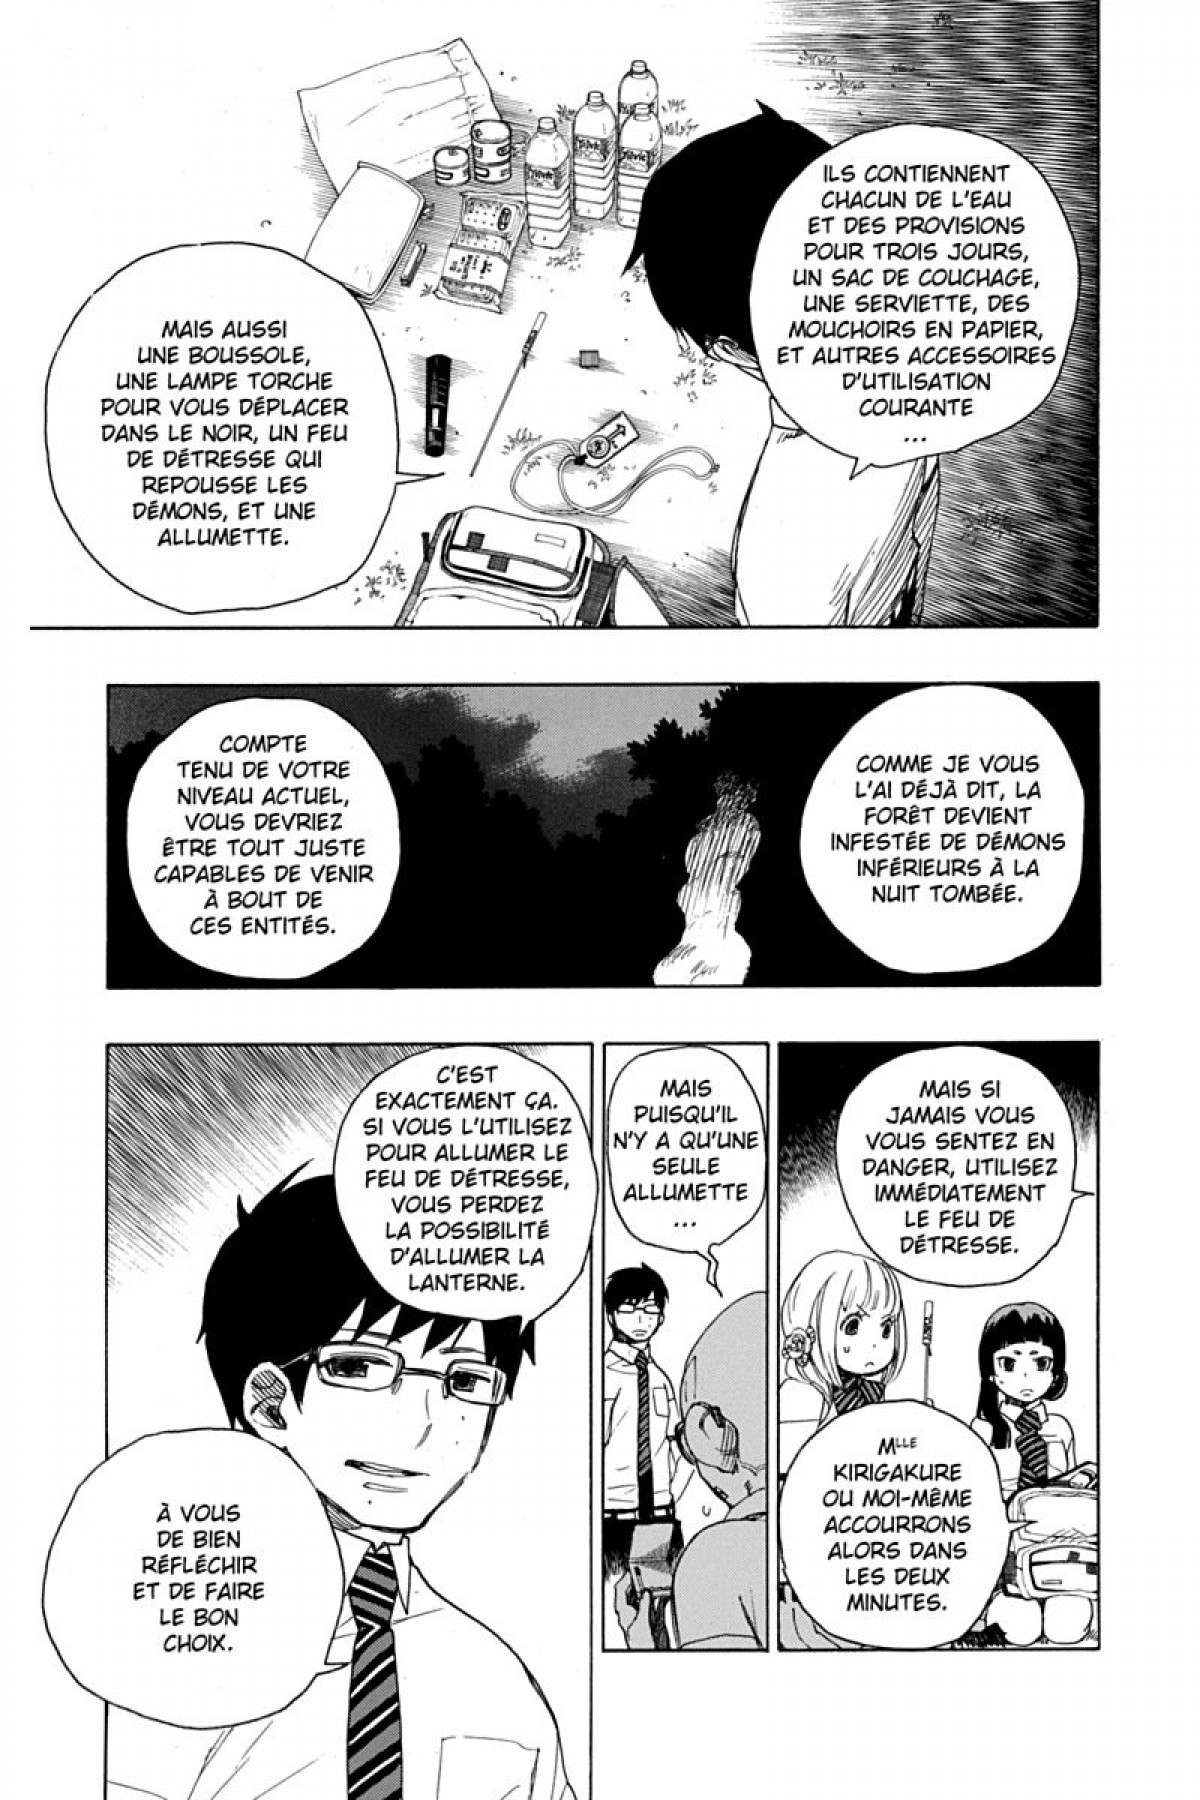 ILS CONTIENNENT
CHACUN DE L'EAU
ET DES PROVISIONS
POUR TROIS JOURS,
UN SAC DE COUCHAGE,
UNE SERVIETTE, DES
MOUCHOIRS EN PAPIER,
ET AUTRES ACCESSOIRES
D'UTILISATION
COURANTE
...
MAIS AUSSI
UNE BOUSSOLE,
UNE LAMPE TORCHE
POUR VOUS DÉPLACER
DANS LE NOIR, UN FEU
DE DÉTRESSE QUI
REPOUSSE LES
DÉMONS, ET UNE
ALLUMETTE.
COMME JE VOUS
L'AI DÉJÀ DIT, LA
FORÊT DEVIENT
INFESTÉE DE DÉMONS
INFÉRIEURS À LA
NUIT TOMBÉE.
COMPTE
TENU DE VOTRE
NIVEAU ACTUEL,
VOUS DEVRIEZ
ÊTRE TOUT JUSTE
CAPABLES DE VENIR
À BOUT DE
CES ENTITÉS.
MAIS SI
JAMAIS VOUS
VOUS SENTEZ EN
DANGER, UTILISEZ
IMMÉDIATEMENT
LE FEU DE
DÉTRESSE.
MLLE
KIRIGAKURE
OU MOI-MÊME
ACCOURRONS
ALORS DANS
LES DEUX
MINUTES.
MAIS
PUISQU'IL
N'Y A QU'UNE
SEULE
ALLUMETTE
...
C'EST
EXACTEMENT ÇA.
SI VOUS L'UTILISEZ
POUR ALLUMER LE
FEU DE DÉTRESSE,
VOUS PERDEZ
LA POSSIBILITÉ
D'ALLUMER LA
LANTERNE.
À VOUS
DE BIEN
RÉFLÉCHIR
ET DE FAIRE
LE BON
CHOIX.